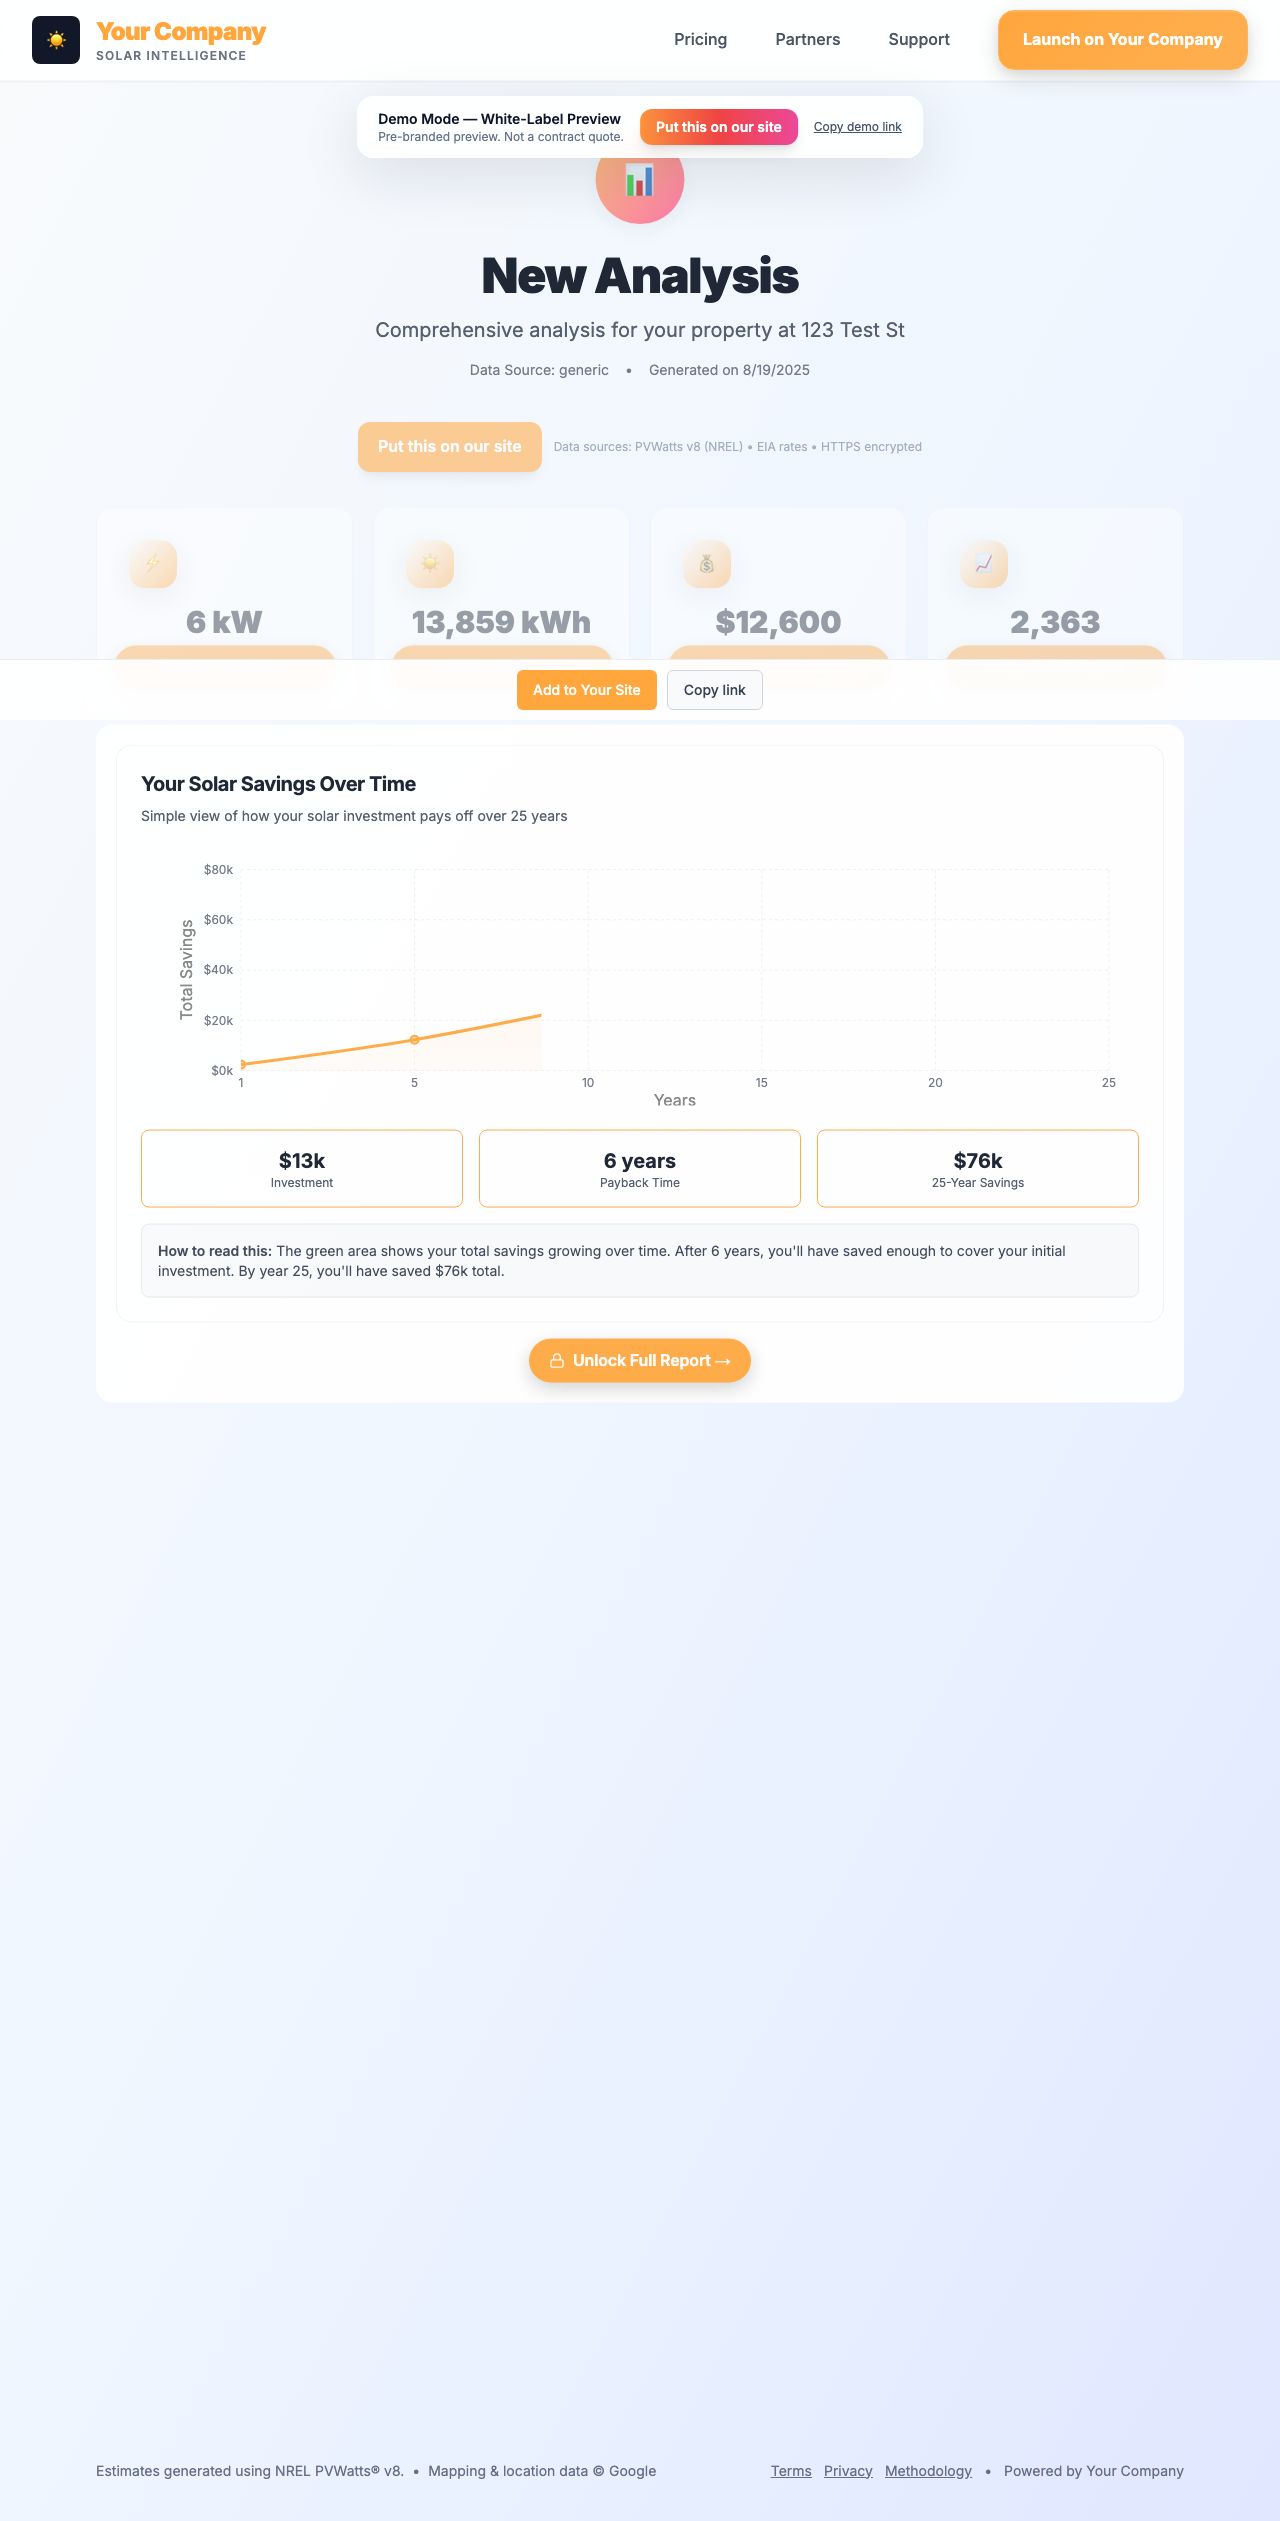 Your Company
SOLAR INTELLIGENCE
Pricing
Partners
Support
Launch on Your Company
Demo Mode — White-Label Preview
Pre-branded preview. Not a contract quote.
Put this on our site
Copy demo link
New Analysis
Comprehensive analysis for your property at 123 Test St
Data Source: generic • Generated on 8/19/2025
Put this on our site
Data sources: PVWatts v8 (NREL) • EIA rates • HTTPS encrypted
6 kW
13,859 kWh
$12,600
2,363
Add to Your Site
Copy link
Your Solar Savings Over Time
Simple view of how your solar investment pays off over 25 years
$80k
$60k
$40k
$20k
$0k
Total Savings
1
5
10
15
20
25
Years
$13k
Investment
6 years
Payback Time
$76k
25-Year Savings
How to read this: The green area shows your total savings growing over time. After 6 years, you'll have saved enough to cover your initial
investment. By year 25, you'll have saved $76k total.
Unlock Full Report →
Estimates generated using NREL PVWatts® v8. • Mapping & location data © Google
Terms Privacy Methodology • Powered by Your Company